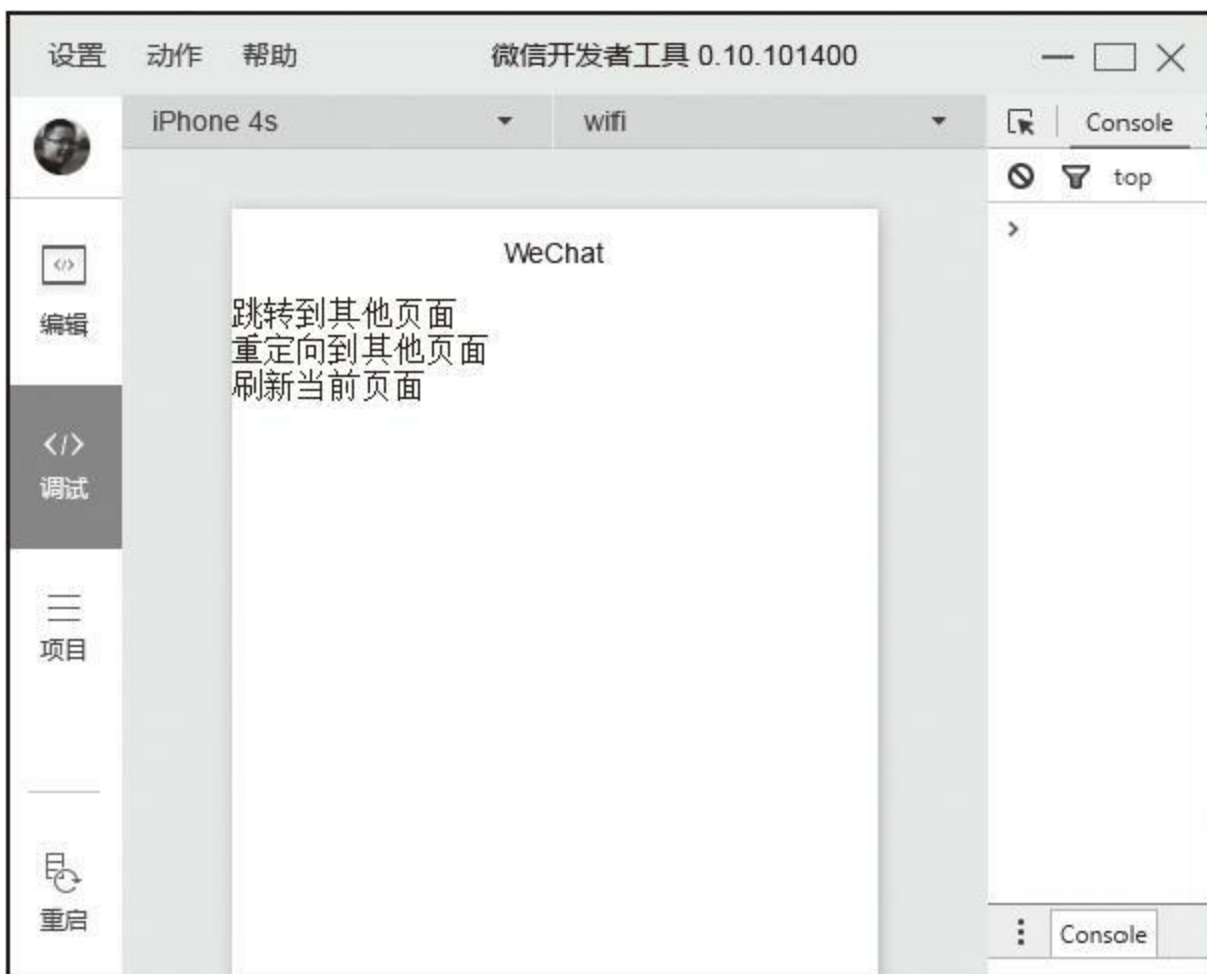 设置 动作 帮助 微信开发者工具 0.10.101400
iPhone 4s wifi Console
top
WeChat
跳转到其他页面
重定向到其他页面
刷新当前页面
编辑
调试
项目
重启
Console